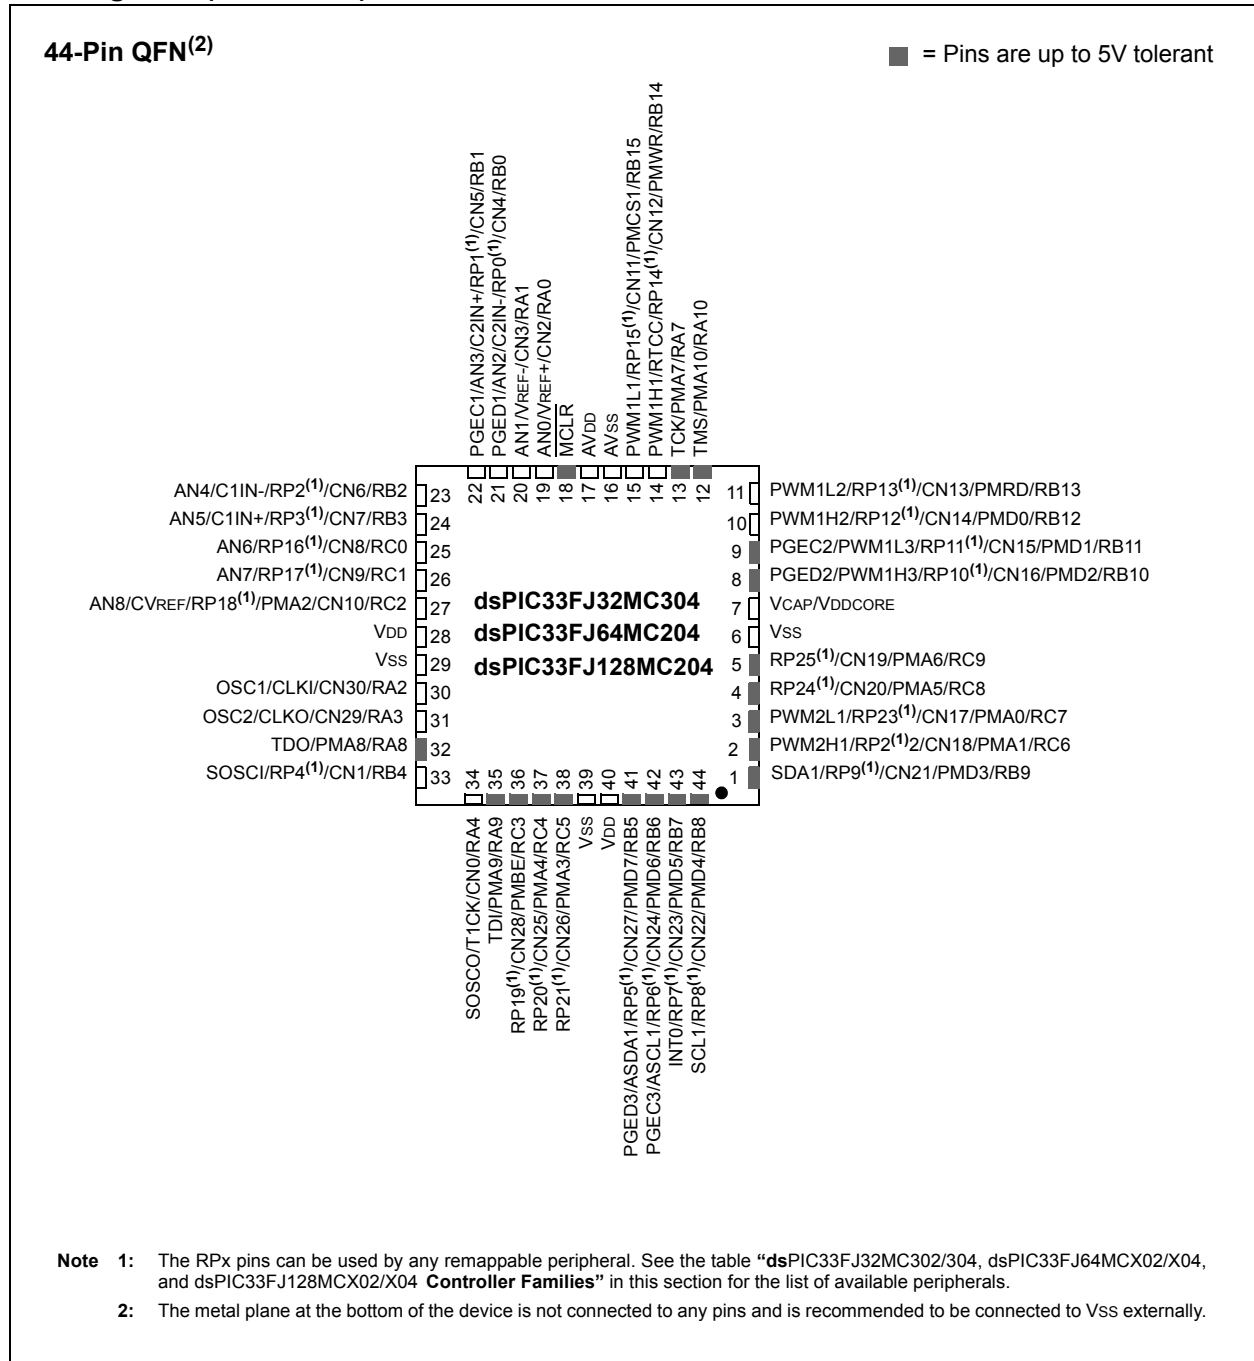 44-Pin QFN(2)
= Pins are up to 5V tolerant
PGEC1/AN3/C2IN+/RP1(1)/CN5/RB1
PGED1/AN2/C2IN-/RP0(1)/CN4/RB0
AN1/VREF-/CN3/RA1
AN0/VREF+/CN2/RA0
MCLR
AVDD
AVSS
PWM1L1/RP15(1)/CN11/PMCS1/RB15
PWM1H1/RTCC/RP14(1)/CN12/PMWR/RB14
TCK/PMA7/RA7
TMS/PMA10/RA10
22 21 20 19 18 17 16 15 14 13 12
AN4/C1IN-/RP2(1)/CN6/RB2 23
AN5/C1IN+/RP3(1)/CN7/RB3 24
AN6/RP16(1)/CN8/RC0 25
AN7/RP17(1)/CN9/RC1 26
AN8/CVREF/RP18(1)/PMA2/CN10/RC2 27
VDD 28
VSS 29
OSC1/CLKI/CN30/RA2 30
OSC2/CLKO/CN29/RA3 31
TDO/PMA8/RA8 32
SOSCI/RP4(1)/CN1/RB4 33
dsPIC33FJ32MC304
dsPIC33FJ64MC204
dsPIC33FJ128MC204
11 PWM1L2/RP13(1)/CN13/PMRD/RB13
10 PWM1H2/RP12(1)/CN14/PMD0/RB12
9 PGEC2/PWM1L3/RP11(1)/CN15/PMD1/RB11
8 PGED2/PWM1H3/RP10(1)/CN16/PMD2/RB10
7 VCAP/VDDCORE
6 VSS
5 RP25(1)/CN19/PMA6/RC9
4 RP24(1)/CN20/PMA5/RC8
3 PWM2L1/RP23(1)/CN17/PMA0/RC7
2 PWM2H1/RP2(1)2/CN18/PMA1/RC6
1 SDA1/RP9(1)/CN21/PMD3/RB9
34 35 36 37 38 39 40 41 42 43 44
SOSCO/T1CK/CN0/RA4
TDI/PMA9/RA9
RP19(1)/CN28/PMBE/RC3
RP20(1)/CN25/PMA4/RC4
RP21(1)/CN26/PMA3/RC5
VSS
VDD
PGED3/ASDA1/RP5(1)/CN27/PMD7/RB5
PGEC3/ASCL1/RP6(1)/CN24/PMD6/RB6
INT0/RP7(1)/CN23/PMD5/RB7
SCL1/RP8(1)/CN22/PMD4/RB8
Note 1: The RPx pins can be used by any remappable peripheral. See the table “dsPIC33FJ32MC302/304, dsPIC33FJ64MCX02/X04,
and dsPIC33FJ128MCX02/X04 Controller Families” in this section for the list of available peripherals.
2: The metal plane at the bottom of the device is not connected to any pins and is recommended to be connected to VSS externally.